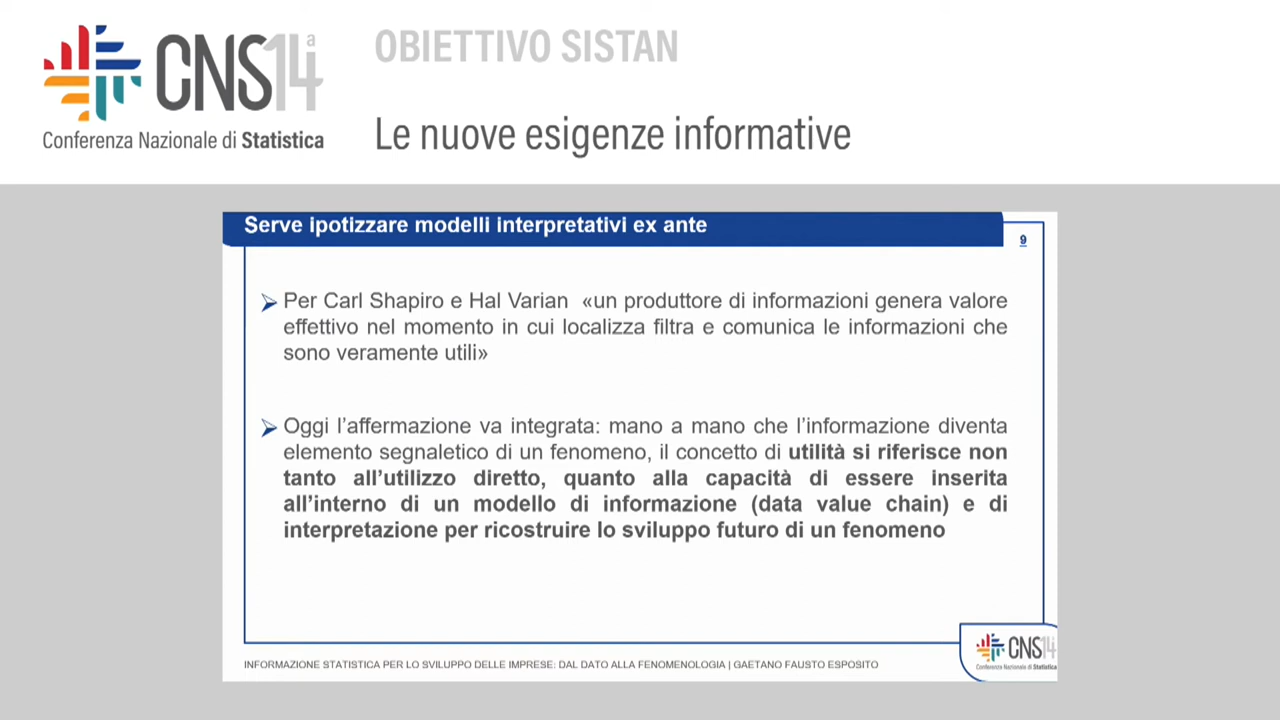 CNS14ª
Conferenza Nazionale di Statistica
OBIETTIVO SISTAN
Le nuove esigenze informative
Serve ipotizzare modelli interpretativi ex ante
9
Per Carl Shapiro e Hal Varian «un produttore di informazioni genera valore
effettivo nel momento in cui localizza filtra e comunica le informazioni che
sono veramente utili»
Oggi l’affermazione va integrata: mano a mano che l’informazione diventa
elemento segnaletico di un fenomeno, il concetto di utilità si riferisce non
tanto all’utilizzo diretto, quanto alla capacità di essere inserita
all’interno di un modello di informazione (data value chain) e di
interpretazione per ricostruire lo sviluppo futuro di un fenomeno
INFORMAZIONE STATISTICA PER LO SVILUPPO DELLE IMPRESE: DAL DATO ALLA FENOMENOLOGIA | GAETANO FAUSTO ESPOSITO
CNS14
Conferenza Nazionale di Statistica